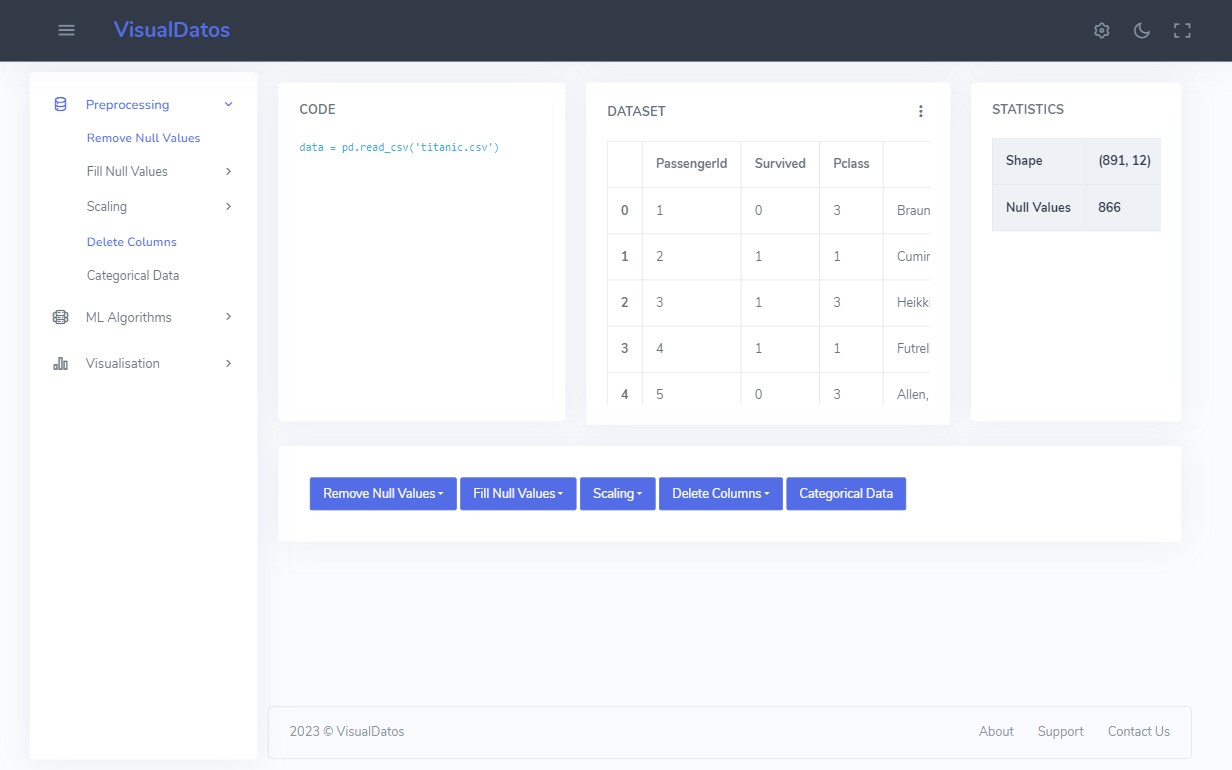 VisualDatos
Preprocessing
Remove Null Values
Fill Null Values
Scaling
Delete Columns
Categorical Data
ML Algorithms
Visualisation
CODE
data = pd.read_csv('titanic.csv')
DATASET
PassengerId Survived Pclass
0 1 0 3 Braun
1 2 1 1 Cumin
2 3 1 3 Heikki
3 4 1 1 Futrel
4 5 0 3 Allen,
STATISTICS
Shape (891, 12)
Null Values 866
Remove Null Values Fill Null Values Scaling Delete Columns Categorical Data
2023 © VisualDatos About Support Contact Us